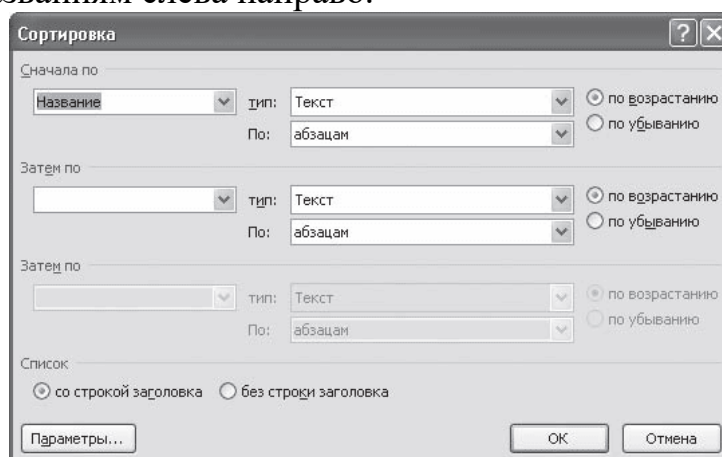 слева направо.
Сортировка
Сначала по
Название тип: Текст по возрастанию
По: абзацам по убыванию
Затем по
тип: Текст по возрастанию
По: абзацам по убыванию
Затем по
тип: Текст по возрастанию
По: абзацам по убыванию
Список
со строкой заголовка без строки заголовка
Параметры... ОК Отмена